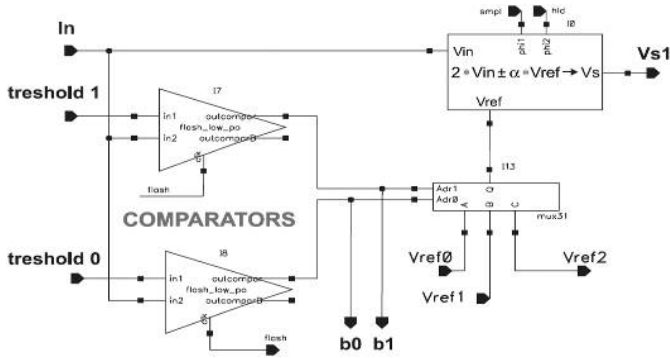 smpl
hld
I0
In
phi1
phi2
Vin
2*Vin ± α*Vref → Vs
Vs1
Vref
treshold 1
I7
in1
in2
outcompar
flash_low_po
outcomparB
clk
flash
COMPARATORS
I13
Adr1
Adr0
Q
A
B
C
mux31
treshold 0
I8
in1
in2
outcompar
flash_low_po
outcomparB
clk
flash
Vref0
Vref1
Vref2
b0
b1